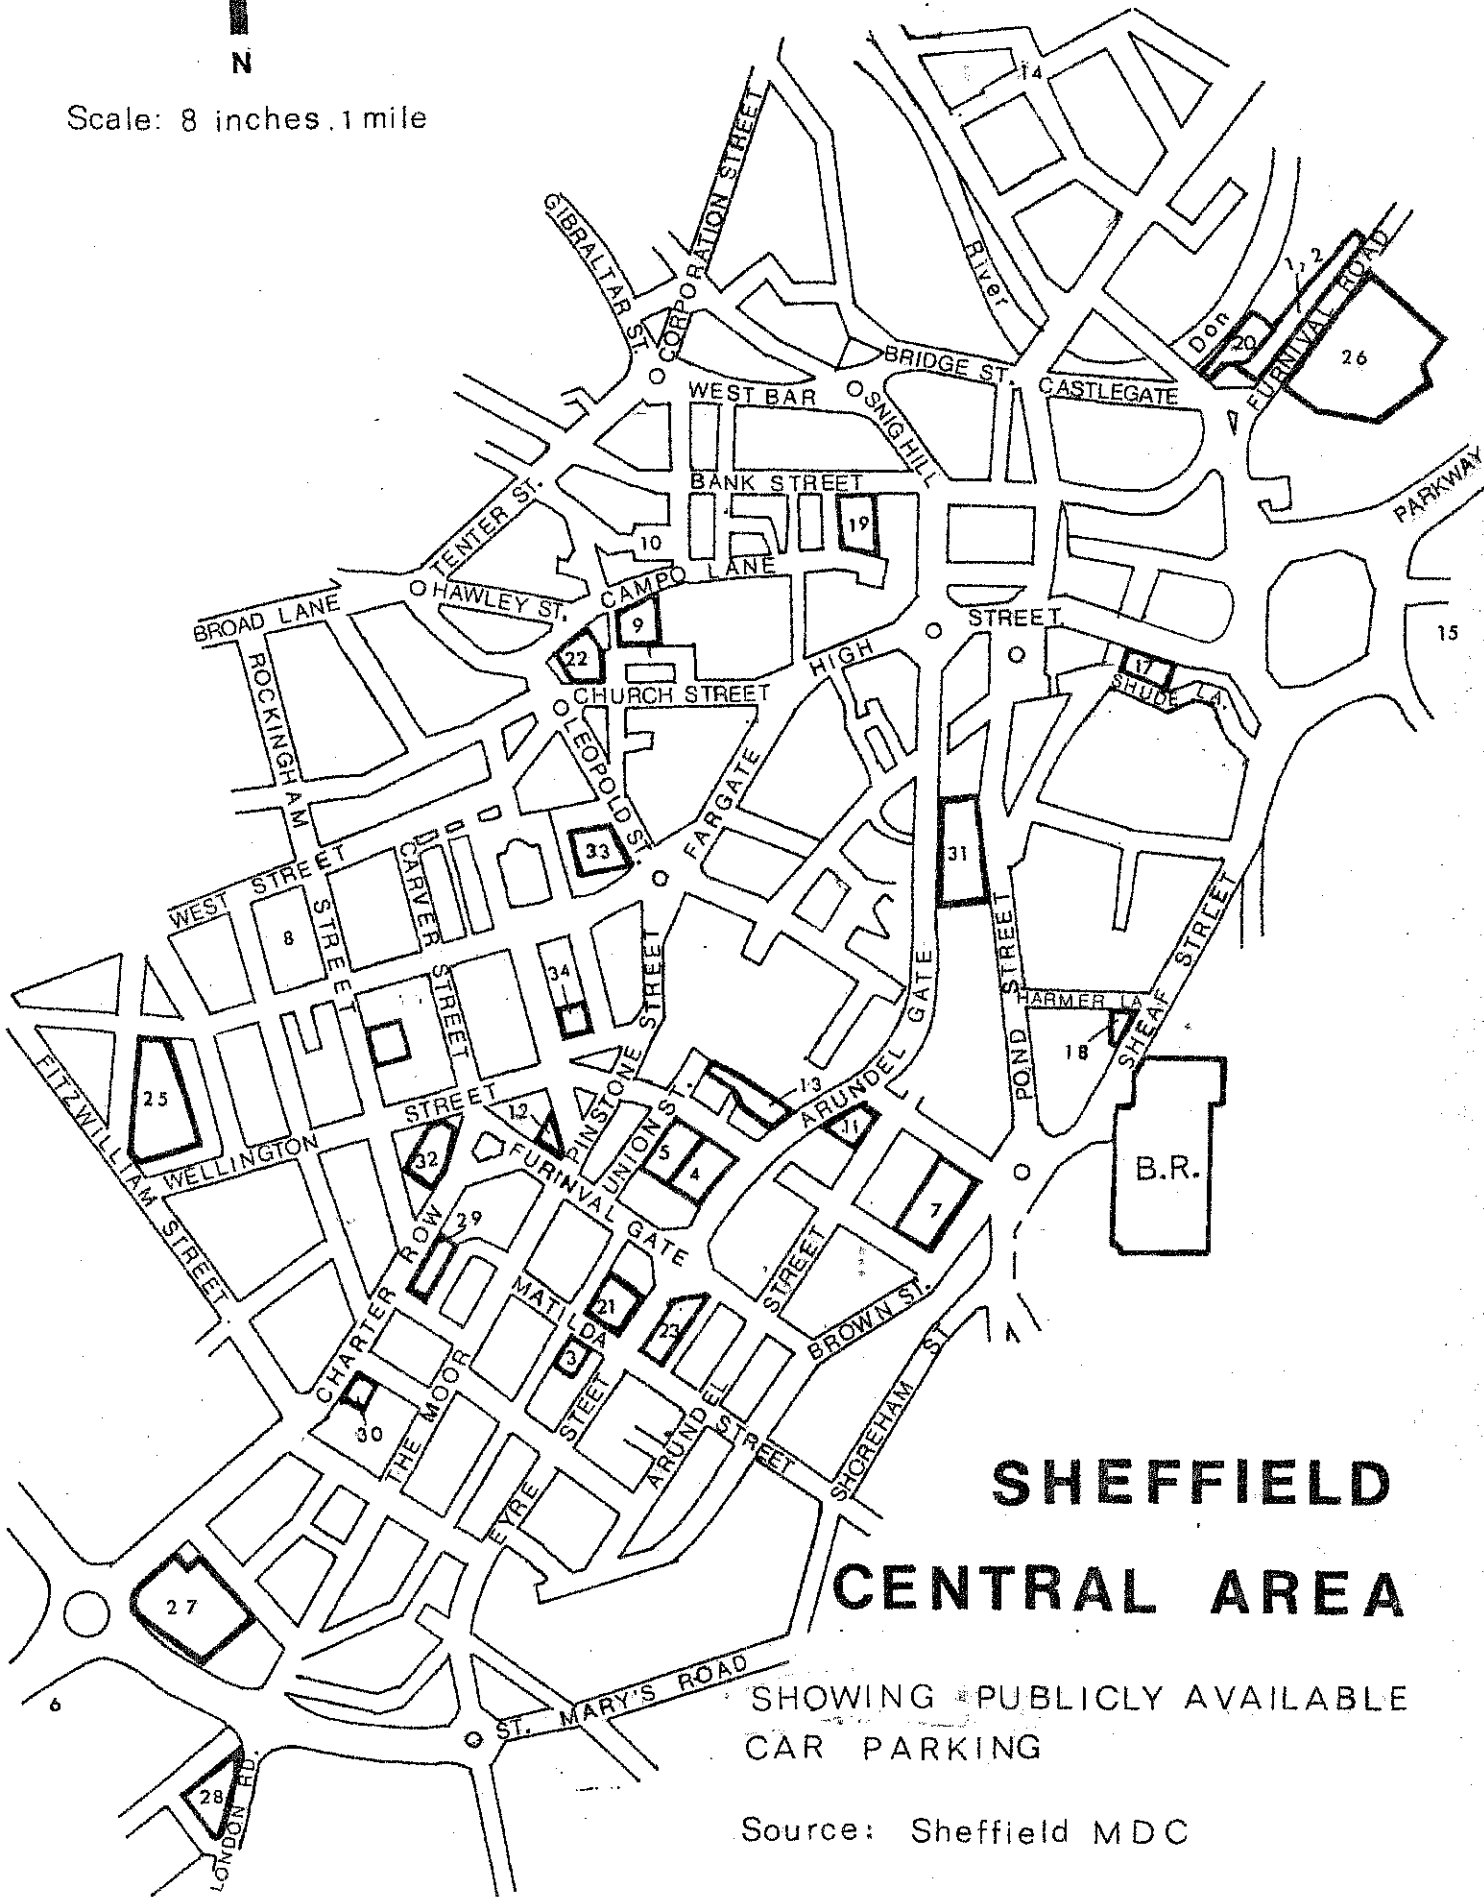 N
Scale: 8 inches.1 mile
14
CORPORATION STREET
GIBRALTAR ST.
River
Don
1, 2
FURNIVAL ROAD
20
26
BRIDGE ST.
CASTLEGATE
WEST BAR
SNIG HILL
PARKWAY
BANK STREET
TENTER ST.
19
10
CAMPO LANE
HAWLEY ST.
BROAD LANE
9
22
HIGH STREET
15
17
SHUDE LA.
CHURCH STREET
ROCKINGHAM STREET
LEOPOLD ST.
FARGATE
33
31
WEST STREET
CARVER STREET
8
34
PINSTONE STREET
ARUNDEL GATE
POND STREET
HARMER LA.
SHEAF STREET
18
FITZWILLIAM STREET
25
WELLINGTON STREET
12
13
11
32
FURINVAL GATE
UNION ST.
5
4
7
B.R.
29
CHARTER ROW
MATILDA STREET
21
23
3
STEET
STREET
BROWN ST.
SHOREHAM ST
30
THE MOOR
ARUNDEL
EYRE
27
6
28
LONDON RD.
ST. MARY'S ROAD
SHEFFIELD
CENTRAL AREA
SHOWING PUBLICLY AVAILABLE
CAR PARKING
Source: Sheffield MDC